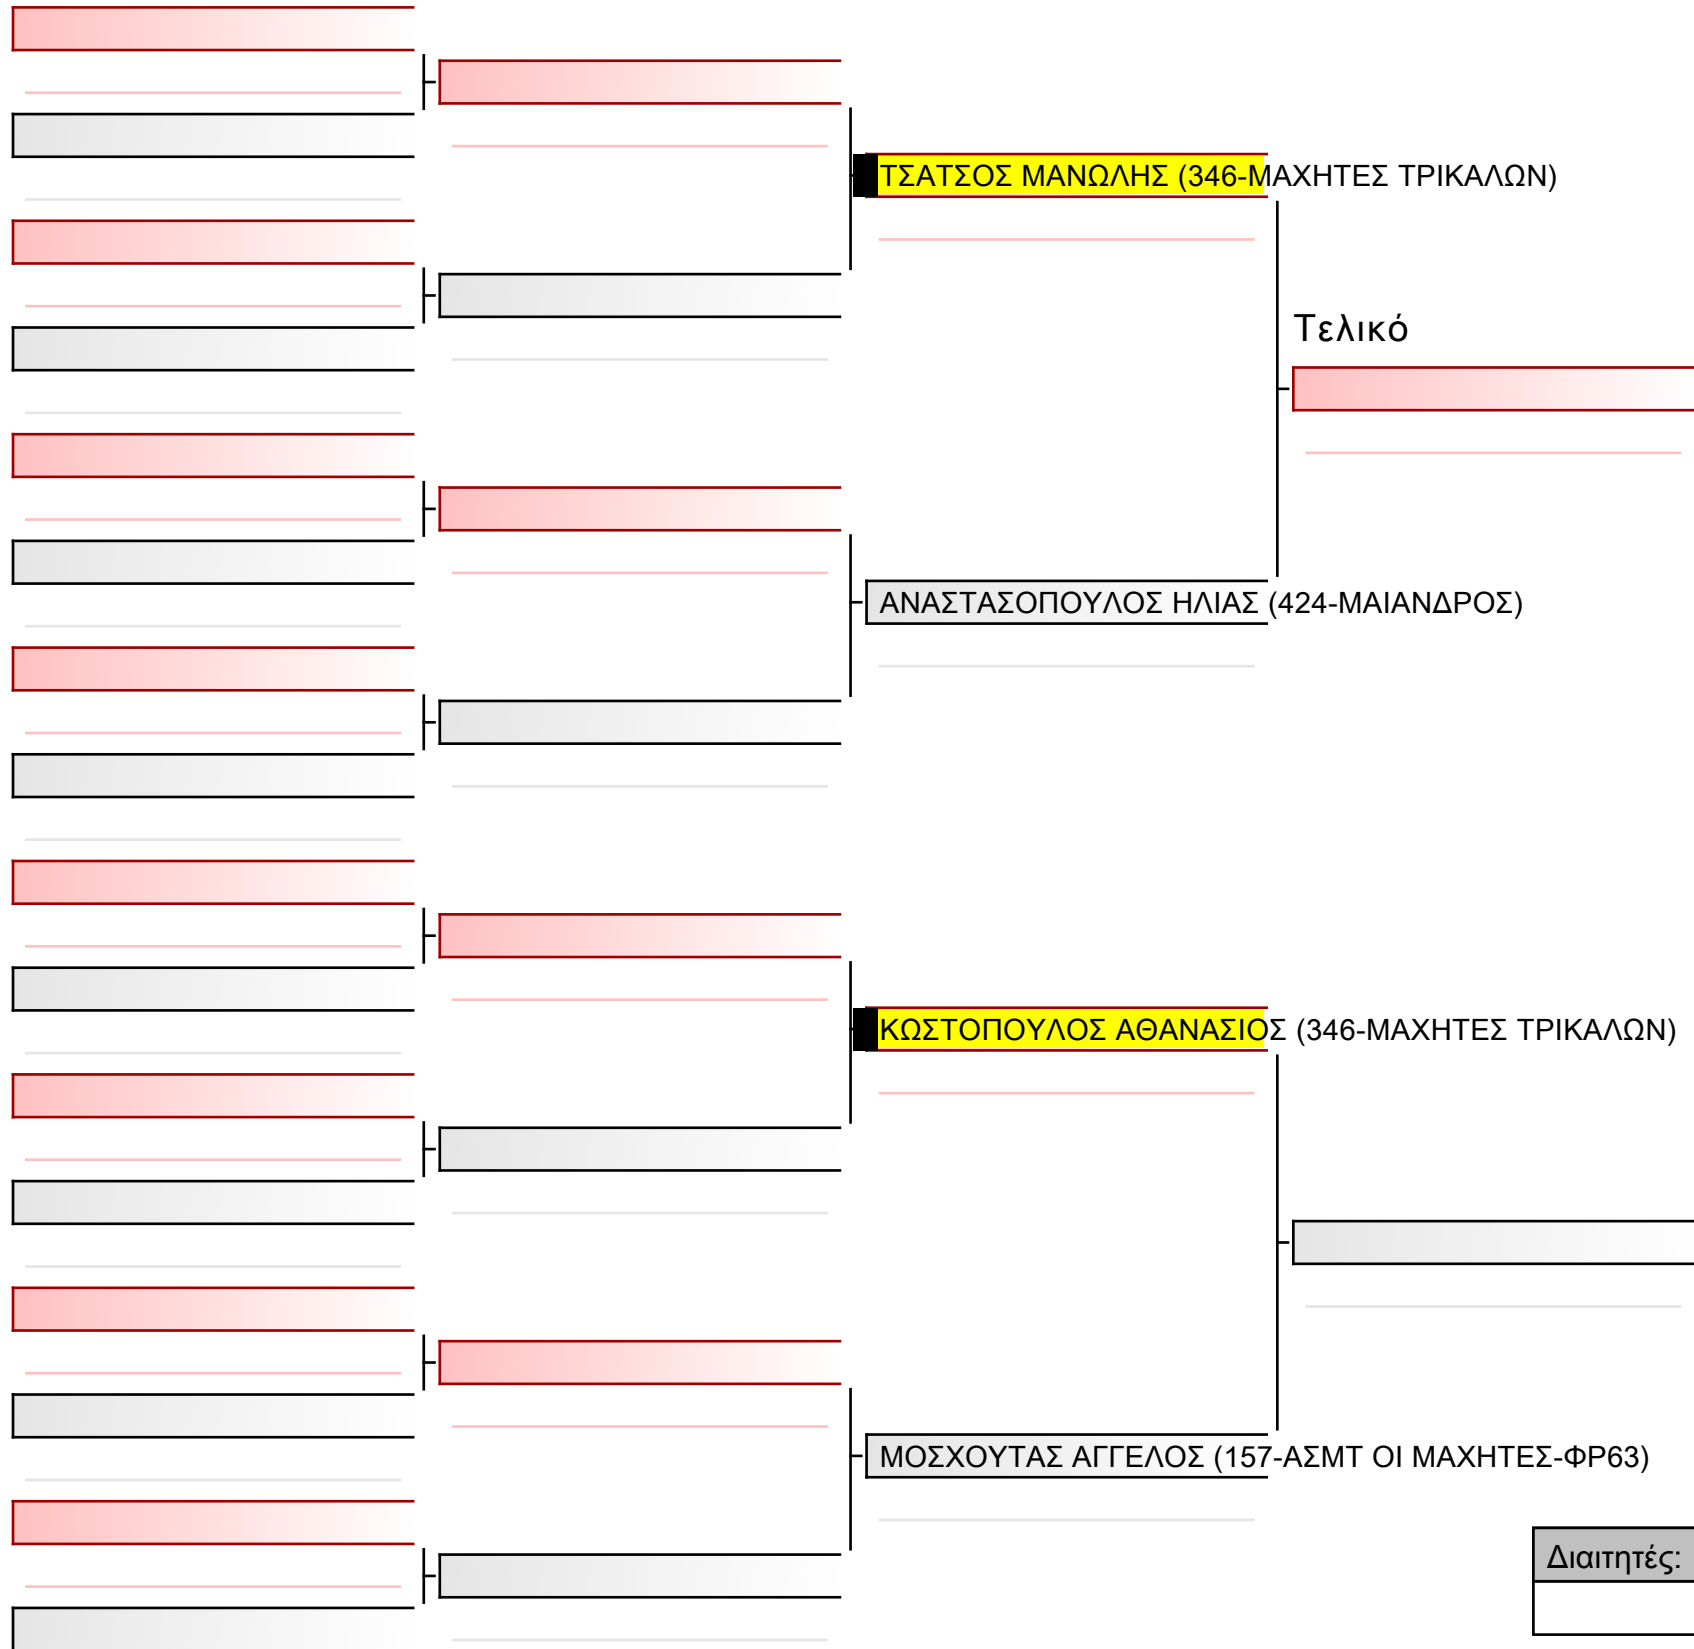 ΤΣΑΤΣΟΣ ΜΑΝΩΛΗΣ (346-ΜΑΧΗΤΕΣ ΤΡΙΚΑΛΩΝ)
Τελικό
ΑΝΑΣΤΑΣΟΠΟΥΛΟΣ ΗΛΙΑΣ (424-ΜΑΙΑΝΔΡΟΣ)
ΚΩΣΤΟΠΟΥΛΟΣ ΑΘΑΝΑΣΙΟΣ (346-ΜΑΧΗΤΕΣ ΤΡΙΚΑΛΩΝ)
ΜΟΣΧΟΥΤΑΣ ΑΓΓΕΛΟΣ (157-ΑΣΜΤ ΟΙ ΜΑΧΗΤΕΣ-ΦΡ63)
Διαιτητές: